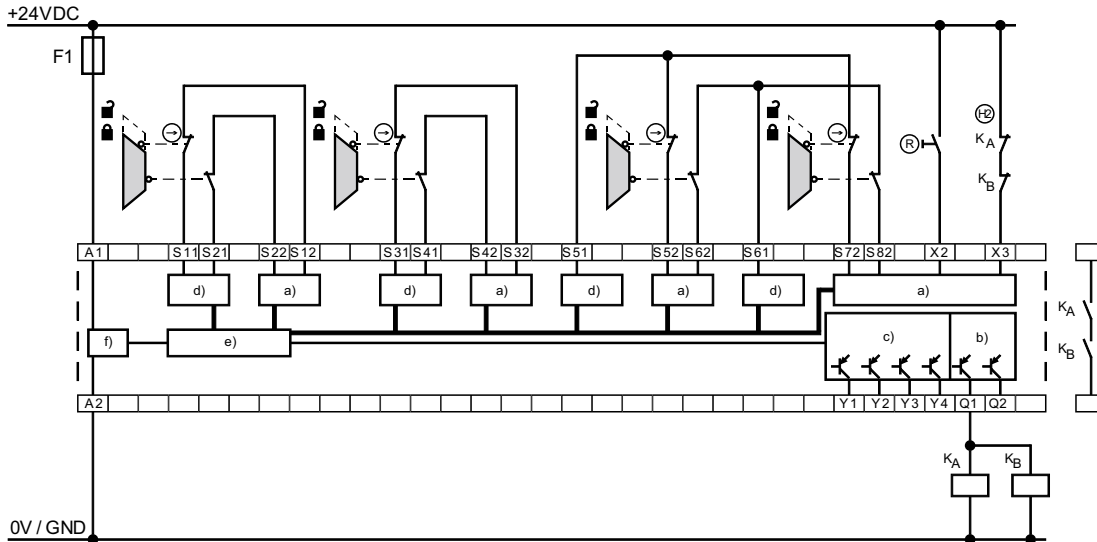 +24VDC
F1
R
H2
KA
KB
A1 S11 S21 S22 S12 S31 S41 S42 S32 S51 S52 S62 S61 S72 S82 X2 X3
d) a) d) a) d) a) d) a)
KA
KB
f) e) c) b)
A2 Y1 Y2 Y3 Y4 Q1 Q2
KA KB
0V / GND